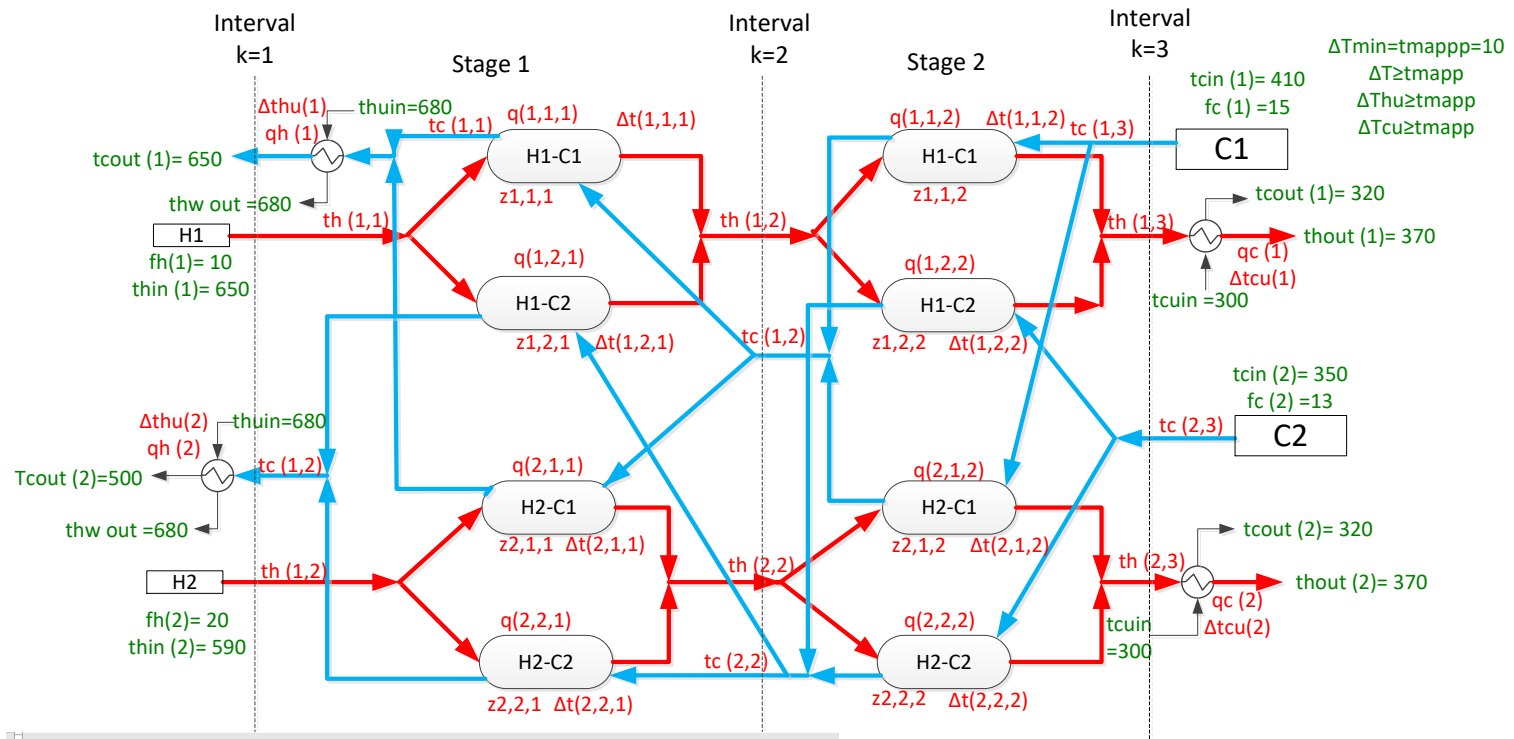 Interval
k=1
Stage 1
Interval
k=2
Stage 2
Interval
k=3
ΔTmin=tmappp=10
ΔT≥tmapp
ΔThu≥tmapp
ΔTcu≥tmapp
Δthu(1)
qh (1)
thuin=680
tc (1,1)
q(1,1,1)
Δt(1,1,1)
H1-C1
z1,1,1
tcout (1)= 650
thw out =680
q(1,1,2)
Δt(1,1,2)
tc (1,3)
H1-C1
z1,1,2
tcin (1)= 410
fc (1) =15
C1
H1
fh(1)= 10
thin (1)=650
th (1,1)
th (1,2)
th (1,3)
tcout (1)= 320
qc (1)
Δtcu(1)
thout (1)= 370
tcuin =300
q(1,2,1)
H1-C2
z1,2,1
Δt(1,2,1)
tc (1,2)
q(1,2,2)
H1-C2
z1,2,2
Δt(1,2,2)
tcin (2)= 350
fc (2) =13
C2
tc (2,3)
Δthu(2)
qh (2)
thuin=680
tc (1,2)
Tcout (2)=500
thw out =680
q(2,1,1)
H2-C1
z2,1,1
Δt(2,1,1)
q(2,1,2)
H2-C1
z2,1,2
Δt(2,1,2)
H2
fh(2)= 20
thin (2)= 590
th (1,2)
th (2,2)
th (2,3)
tcout (2)= 320
qc (2)
Δtcu(2)
thout (2)= 370
tcuin
=300
q(2,2,1)
H2-C2
z2,2,1
Δt(2,2,1)
tc (2,2)
q(2,2,2)
H2-C2
z2,2,2
Δt(2,2,2)